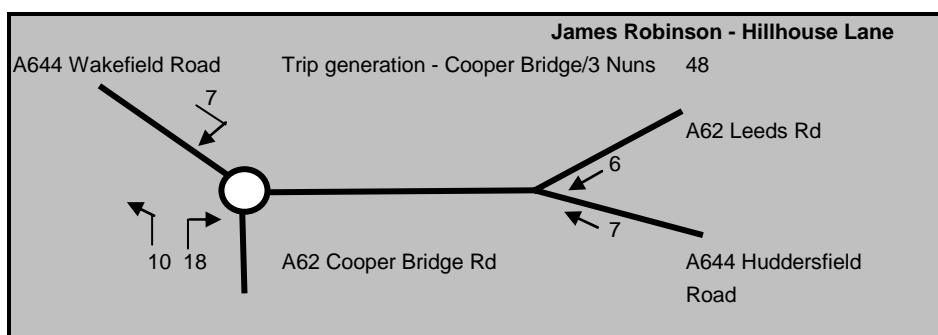 James Robinson - Hillhouse Lane
A644 Wakefield Road Trip generation - Cooper Bridge/3 Nuns 48
7
A62 Leeds Rd
6
7
10 18 A62 Cooper Bridge Rd A644 Huddersfield
Road